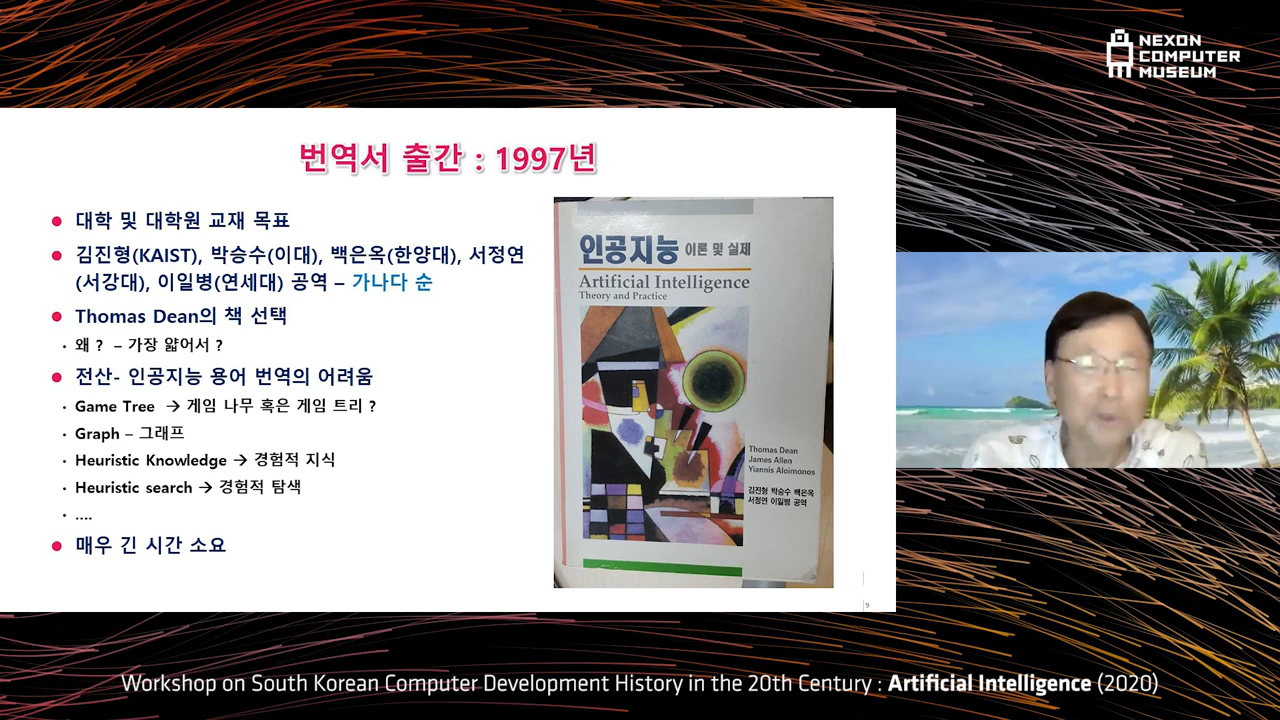 NEXON
COMPUTER
MUSEUM
번역서 출간 : 1997년
대학 및 대학원 교재 목표
김진형(KAIST), 박승수(이대), 백은옥(한양대), 서정연
(서강대), 이일병(연세대) 공역 – 가나다 순
Thomas Dean의 책 선택
왜 ? – 가장 얇어서 ?
전산- 인공지능 용어 번역의 어려움
Game Tree → 게임 나무 혹은 게임 트리 ?
Graph – 그래프
Heuristic Knowledge → 경험적 지식
Heuristic search → 경험적 탐색
....
매우 긴 시간 소요
인공지능 이론 및 실제
Artificial Intelligence
Theory and Practice
Thomas Dean
James Allen
Yiannis Aloimonos
김진형 박승수 백은옥
서정연 이일병 공역
9
Workshop on South Korean Computer Development History in the 20th Century : Artificial Intelligence (2020)